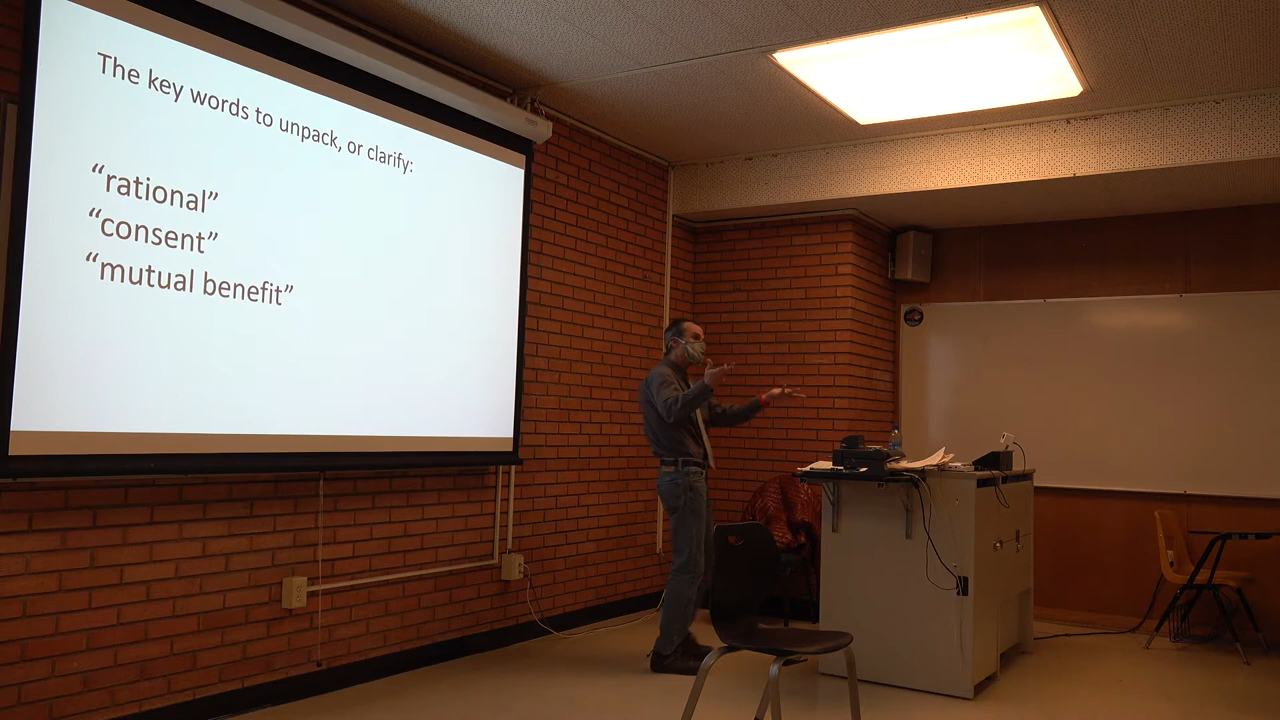 The key words to unpack, or clarify:
“rational”
“consent”
“mutual benefit”